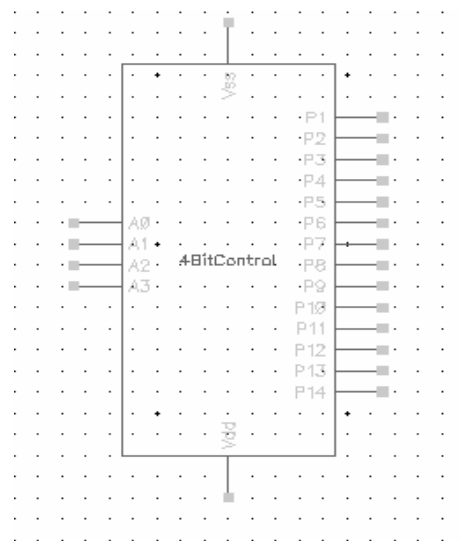 Vss
P1
P2
P3
P4
P5
A0 P6
A1 P7
A2 4BitControl P8
A3 P9
P10
P11
P12
P13
P14
Vdd